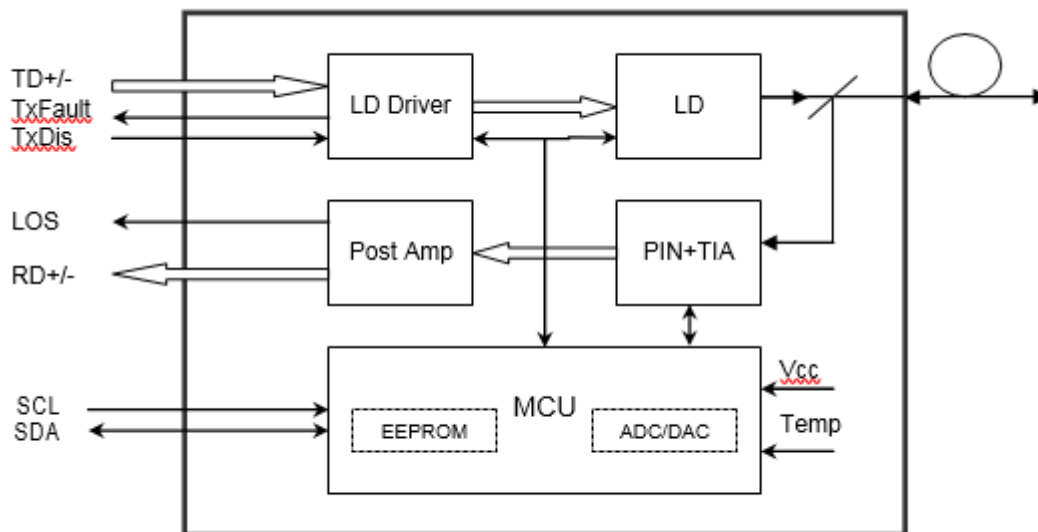 TD+/-
TxFault
TxDis
LD Driver
LD
LOS
RD+/-
Post Amp
PIN+TIA
SCL
SDA
MCU
EEPROM
ADC/DAC
Vcc
Temp